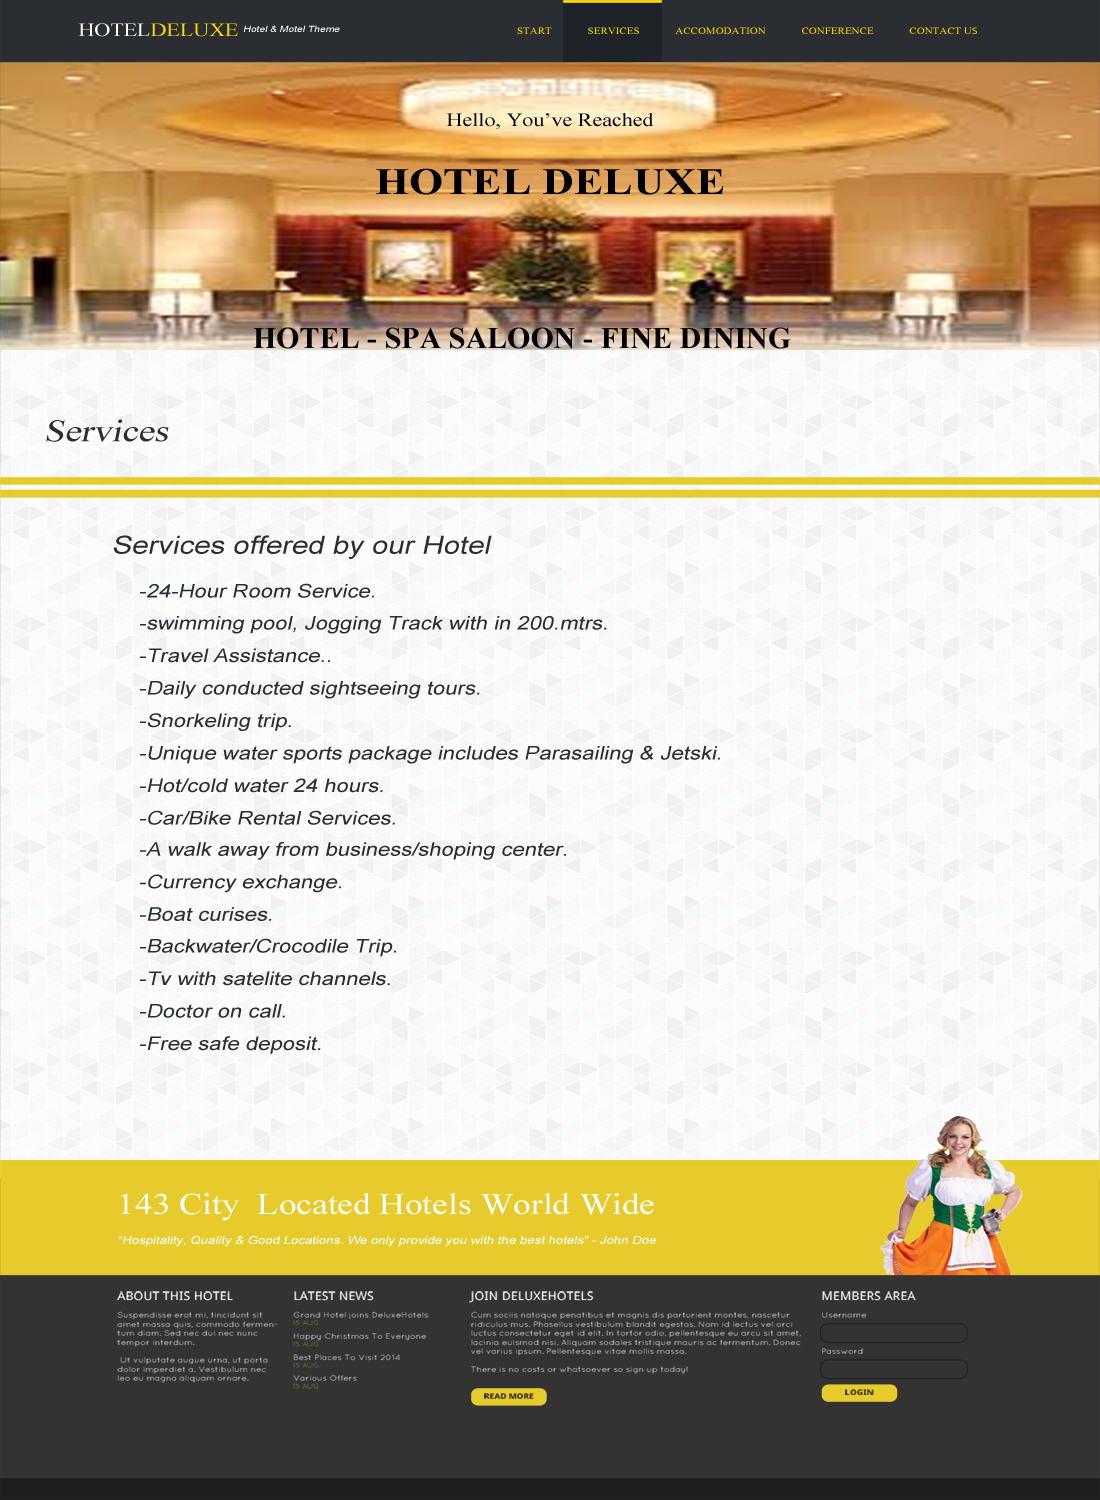 HOTELDELUXE Hotel & Motel Theme
START SERVICES ACCOMODATION CONFERENCE CONTACT US
Hello, You've Reached
HOTEL DELUXE
HOTEL - SPA SALOON - FINE DINING
Services
Services offered by our Hotel
-24-Hour Room Service.
-swimming pool, Jogging Track with in 200.mtrs.
-Travel Assistance..
-Daily conducted sightseeing tours.
-Snorkeling trip.
-Unique water sports package includes Parasailing & Jetski.
-Hot/cold water 24 hours.
-Car/Bike Rental Services.
-A walk away from business/shoping center.
-Currency exchange.
-Boat curises.
-Backwater/Crocodile Trip.
-Tv with satelite channels.
-Doctor on call.
-Free safe deposit.
143 City Located Hotels World Wide
"Hospitality, Quality & Good Locations. We only provide you with the best hotels" - John Doe
ABOUT THIS HOTEL
Suspendisse erat mi, tincidunt sit
amet massa quis, commodo fermen-
tum diam. Sed nec dui nec nunc
tempor interdum.
Ut vulputate augue urna, ut porta
dolor imperdiet a. Vestibulum nec
leo eu magna aliquam ornare.
LATEST NEWS
Grand Hotel joins DeluxeHotels
15 AUG
Happy Christmas To Everyone
15 AUG
Best Places To Visit 2014
15 AUG
Various Offers
15 AUG
JOIN DELUXEHOTELS
Cum sociis natoque penatibus et magnis dis parturient montes, nascetur
ridiculus mus. Phasellus vestibulum blandit egestas. Nam id lectus vel orci
luctus consectetur eget id elit. In tortor odio, pellentesque eu arcu sit amet,
lacinia euismod nisi. Aliquam sodales tristique mauris ac fermentum. Donec
vel varius ipsum. Pellentesque vitae mollis massa.
There is no costs or whatsoever so sign up today!
READ MORE
MEMBERS AREA
Username
Password
LOGIN